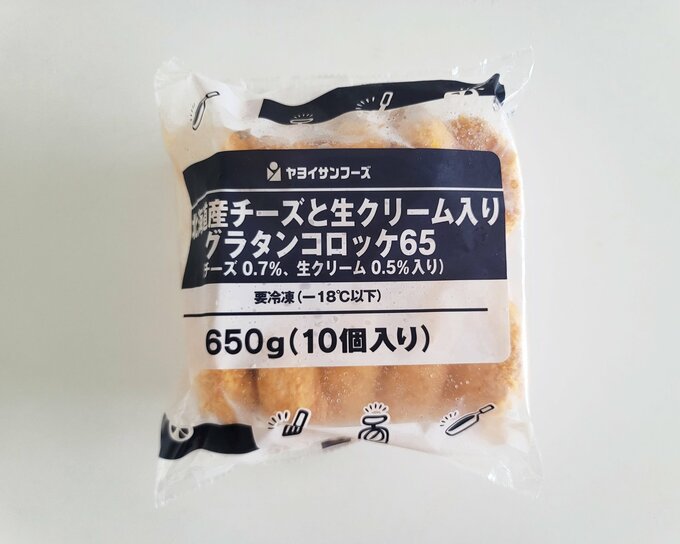 ヤヨイサンフーズ
北海道産チーズと生クリーム入り
グラタンコロッケ65
チーズ 0.7%、生クリーム 0.5%入り)
要冷凍(−18℃以下)
650g(10個入り)